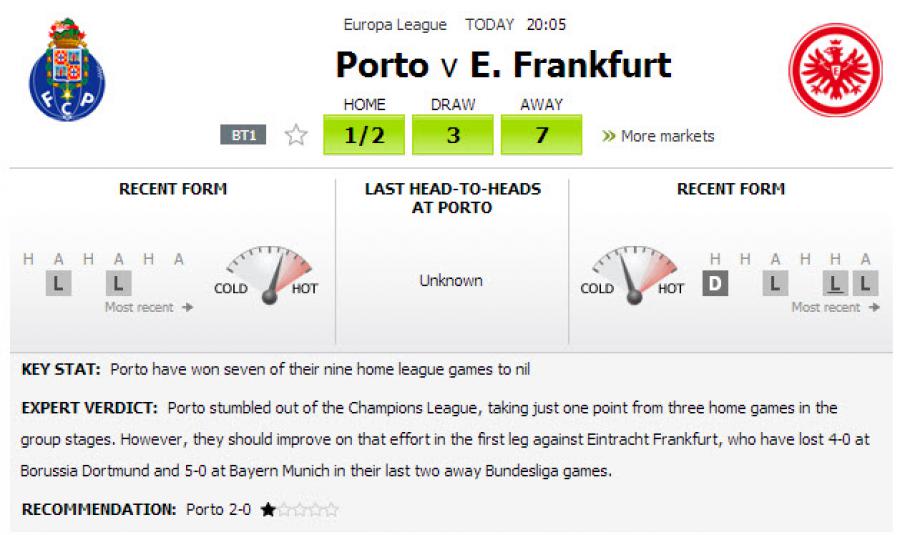 Europa League TODAY 20:05
Porto v E. Frankfurt
HOME DRAW AWAY
BT1 1/2 3 7 » More markets
FCP
RECENT FORM
H A H A H A
L L
COLD HOT
Most recent →
LAST HEAD-TO-HEADS
AT PORTO
Unknown
RECENT FORM
COLD HOT
H H A H H A
D L L L
Most recent →
KEY STAT: Porto have won seven of their nine home league games to nil
EXPERT VERDICT: Porto stumbled out of the Champions League, taking just one point from three home games in the
group stages. However, they should improve on that effort in the first leg against Eintracht Frankfurt, who have lost 4-0 at
Borussia Dortmund and 5-0 at Bayern Munich in their last two away Bundesliga games.
RECOMMENDATION: Porto 2-0 ★☆☆☆☆